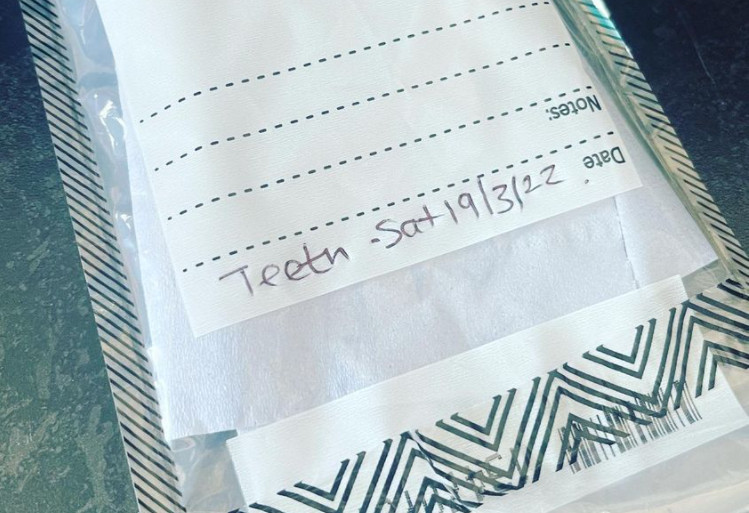 Notes:
Date
Teeth - Sat 19/3/22